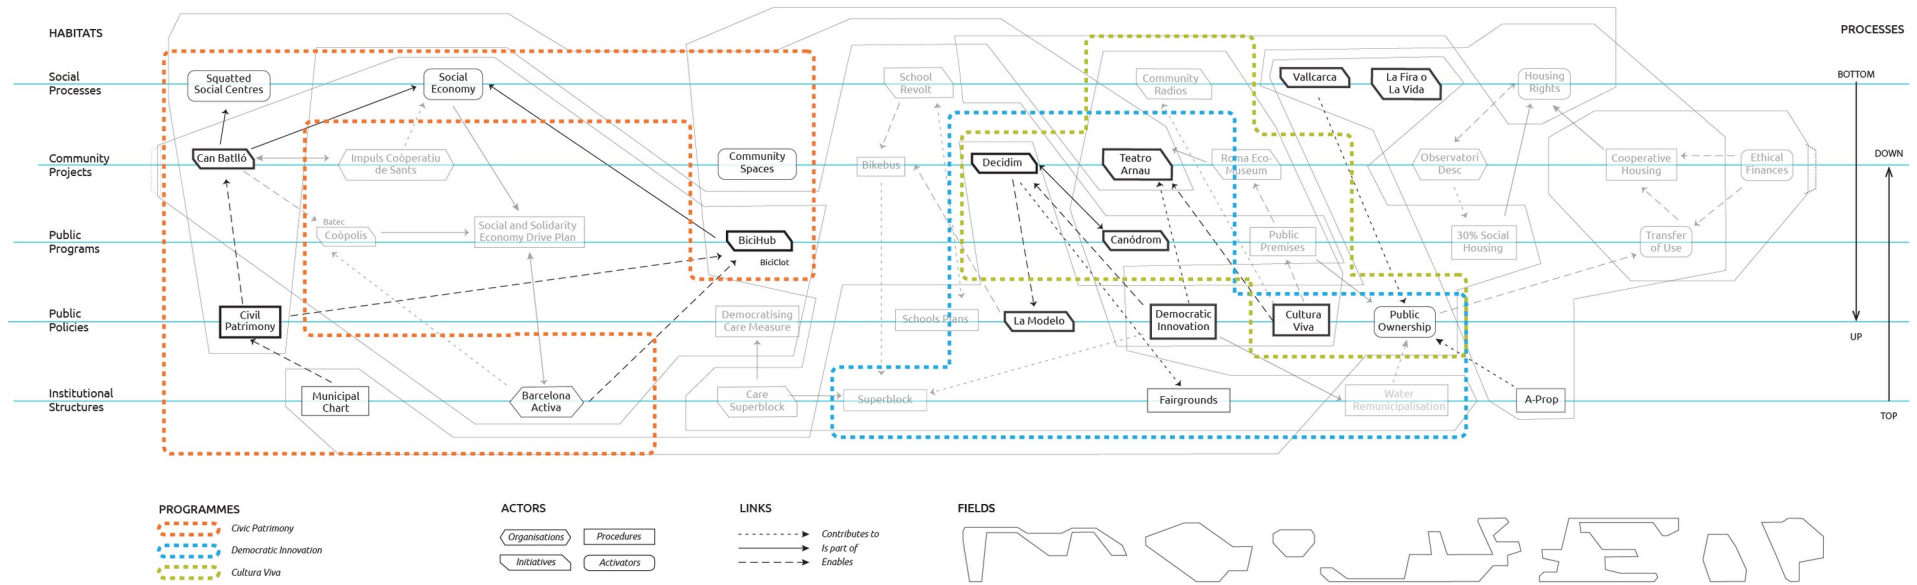 HABITATS
PROCESSES
Social
Processes
Squatted
Social Centres
Social
Economy
School
Revolt
Community
Radios
Vallcarca
La Fira o
La Vida
Housing
Rights
BOTTOM
Community
Projects
Can Batlló
Impuls Coòperatiu
de Sants
Community
Spaces
Bikebus
Decidim
Teatro
Arnau
Roma Eco-
Museum
Observatori
Desc
Cooperative
Housing
Ethical
Finances
DOWN
Public
Programs
Batec
Coòpolis
Social and Solidarity
Economy Drive Plan
BiciHub
BiciClot
Canódrom
Public
Premises
30% Social
Housing
Transfer
of Use
Public
Policies
Civil
Patrimony
Democratising
Care Measure
Schools Plans
La Modelo
Democratic
Innovation
Cultura
Viva
Public
Ownership
UP
Institutional
Structures
Municipal
Chart
Barcelona
Activa
Care
Superblock
Superblock
Fairgrounds
Water
Remunicipalisation
A-Prop
TOP
PROGRAMMES
Civic Patrimony
Democratic Innovation
Cultura Viva
ACTORS
Organisations
Procedures
Initiatives
Activators
LINKS
Contributes to
Is part of
Enables
FIELDS